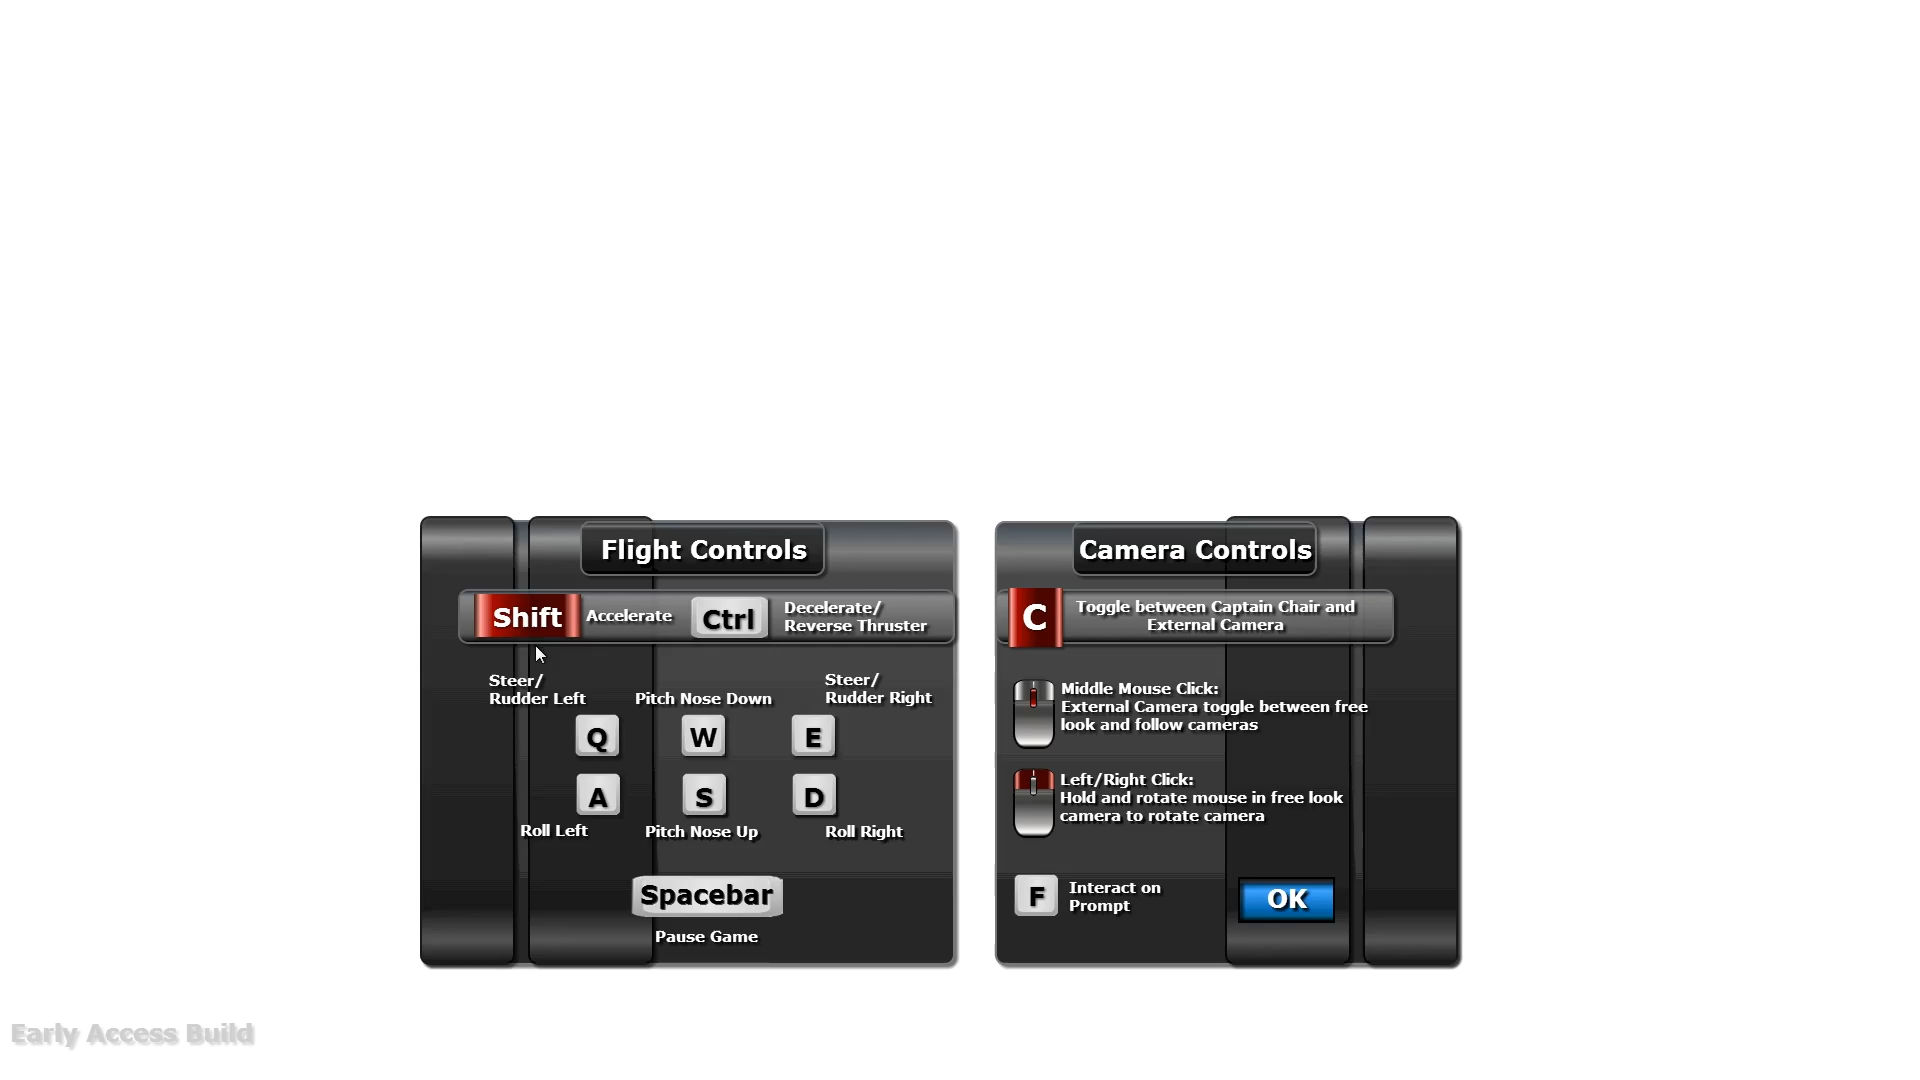 Flight Controls
Shift
Accelerate
Ctrl
Decelerate/
Reverse Thruster
Steer/
Rudder Left
Pitch Nose Down
Steer/
Rudder Right
Q
W
E
A
S
D
Roll Left
Pitch Nose Up
Roll Right
Spacebar
Pause Game
Camera Controls
C
Toggle between Captain Chair and
External Camera
Middle Mouse Click:
External Camera toggle between free
look and follow cameras
Left/Right Click:
Hold and rotate mouse in free look
camera to rotate camera
F
Interact on
Prompt
OK
Early Access Build